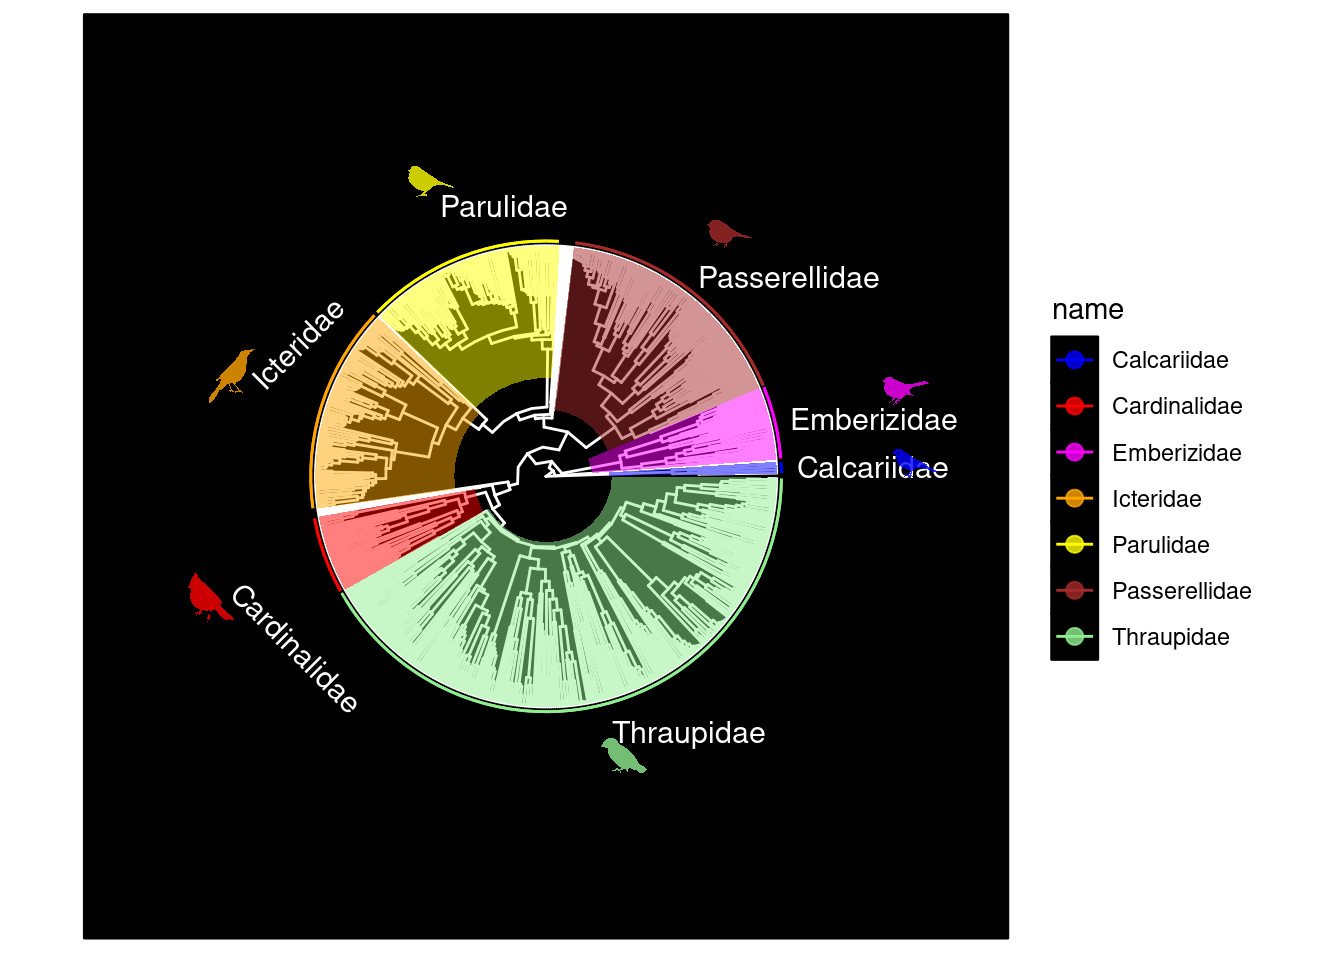 Parulidae
Passerellidae
Icteridae
Emberizidae
Calcariidae
Cardinalidae
Thraupidae
name
Calcariidae
Cardinalidae
Emberizidae
Icteridae
Parulidae
Passerellidae
Thraupidae